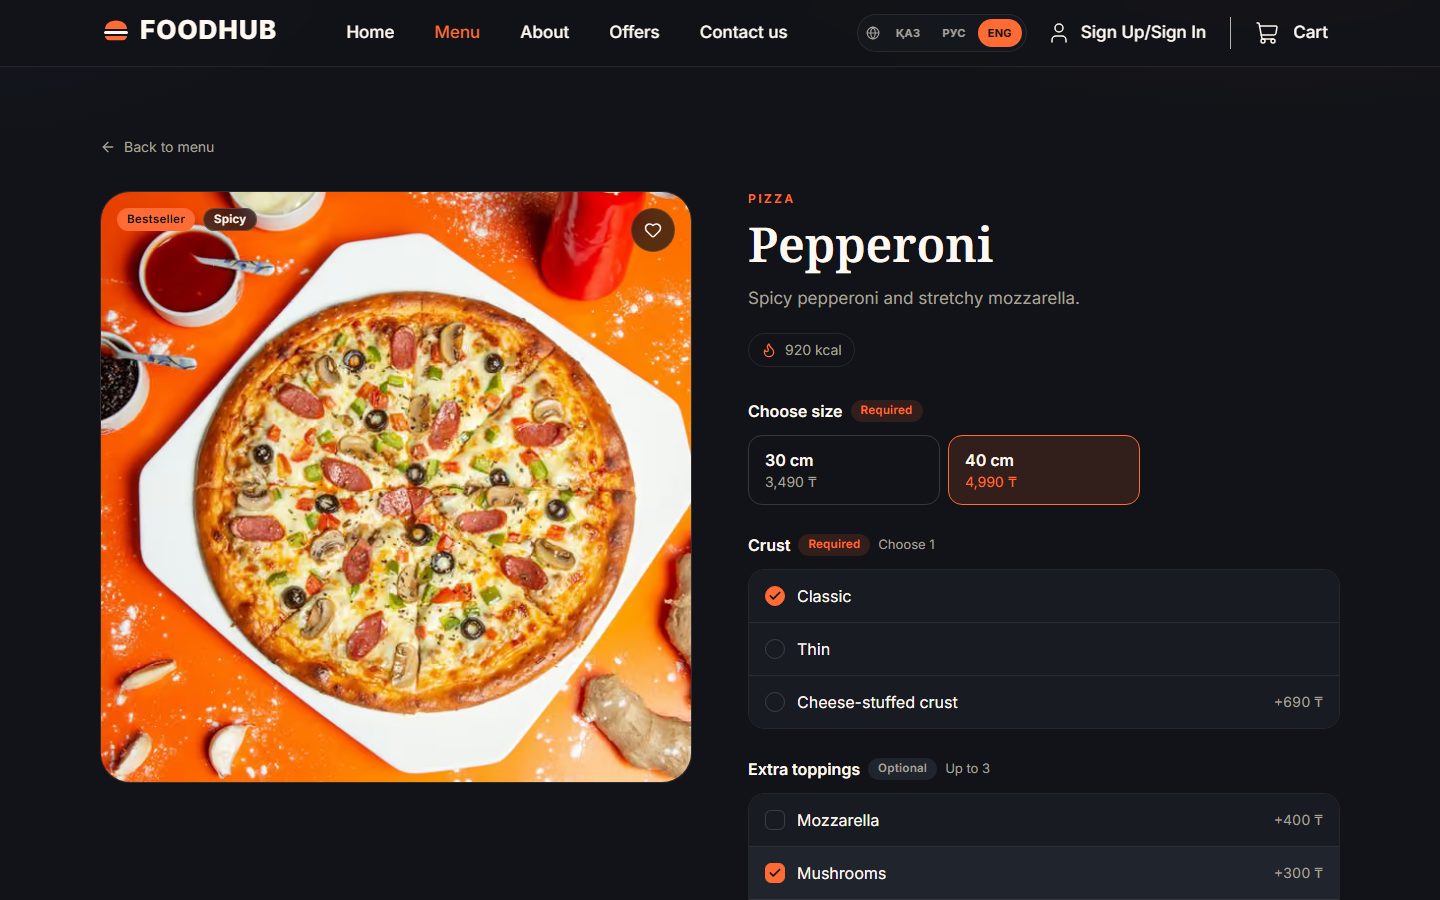 FOODHUB
Home Menu About Offers Contact us
ҚАЗ РУС ENG
Sign Up/Sign In
Cart
Back to menu
Bestseller Spicy
PIZZA
Pepperoni
Spicy pepperoni and stretchy mozzarella.
920 kcal
Choose size Required
30 cm
3,490 ₸
40 cm
4,990 ₸
Crust Required Choose 1
Classic
Thin
Cheese-stuffed crust +690 ₸
Extra toppings Optional Up to 3
Mozzarella +400 ₸
Mushrooms +300 ₸